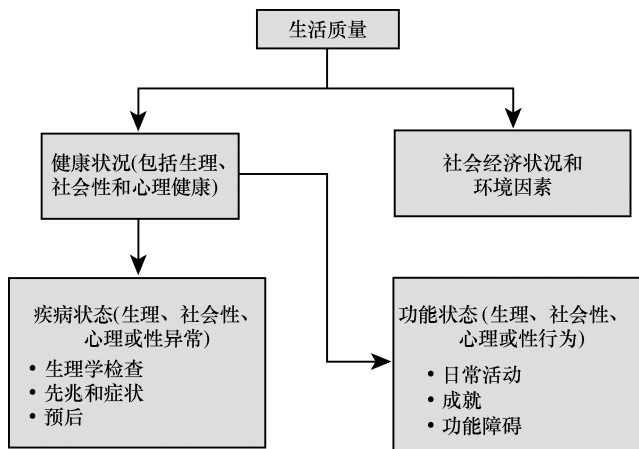 生活质量
健康状况(包括生理、
社会性和心理健康)
社会经济状况和
环境因素
疾病状态(生理、社会性、
心理或性异常)
• 生理学检查
• 先兆和症状
• 预后
功能状态(生理、社会性、
心理或性行为)
• 日常活动
• 成就
• 功能障碍